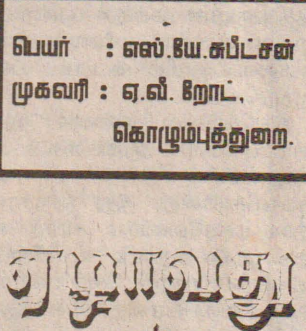 பெயர் : எஸ்.யே.சுபீட்சன்
முகவரி : ஏ.வீ. றோட்,
கொழும்புத்துறை.
ஏழாவது